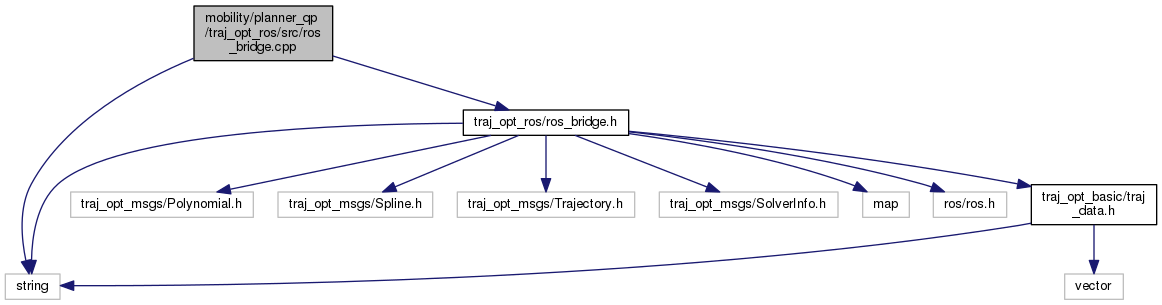 mobility/planner_qp
/traj_opt_ros/src/ros
_bridge.cpp
traj_opt_ros/ros_bridge.h
traj_opt_msgs/Polynomial.h
traj_opt_msgs/Spline.h
traj_opt_msgs/Trajectory.h
traj_opt_msgs/SolverInfo.h
map
ros/ros.h
traj_opt_basic/traj
_data.h
string
vector